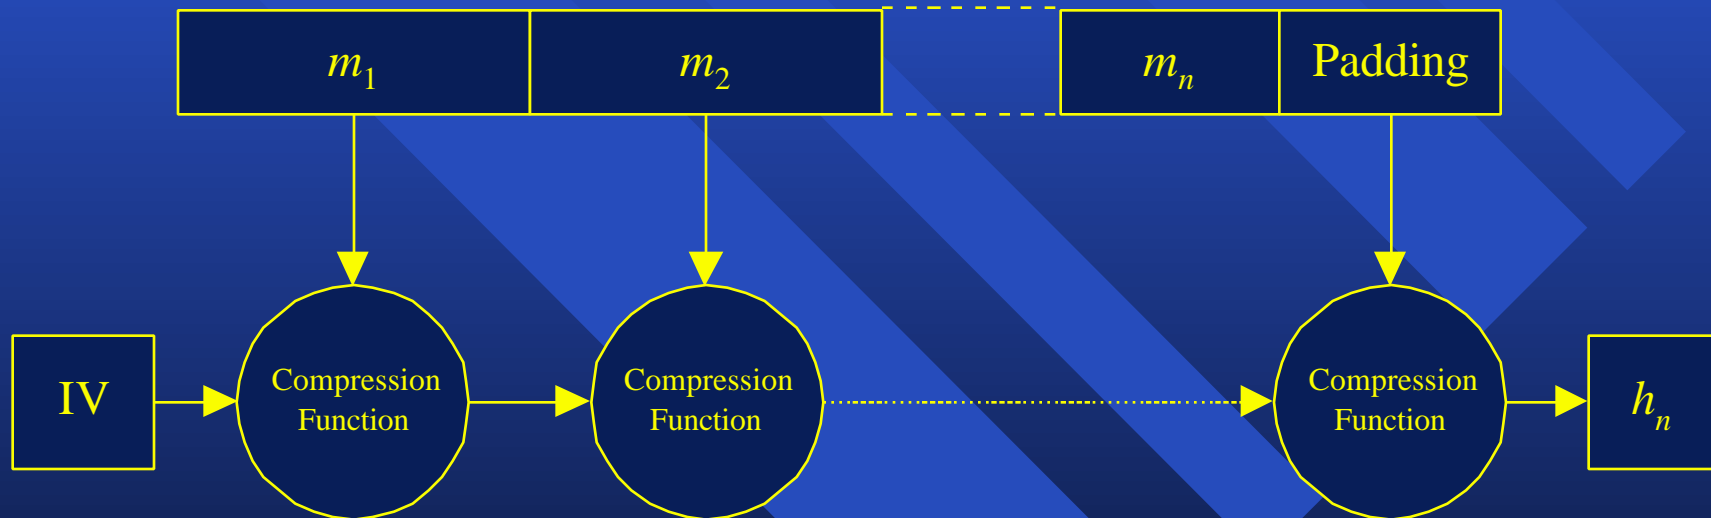 m₁ m₂ mₙ Padding
IV
Compression
Function
Compression
Function
Compression
Function
hₙ